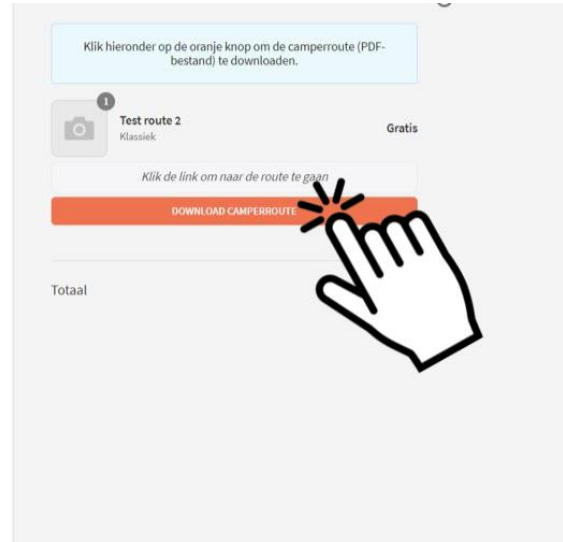 Klik hieronder op de oranje knop om de camperroute (PDF-
bestand) te downloaden.
1
Test route 2
Gratis
Klassiek
Klik de link om naar de route te gaan
DOWNLOAD CAMPERROUTE
Totaal